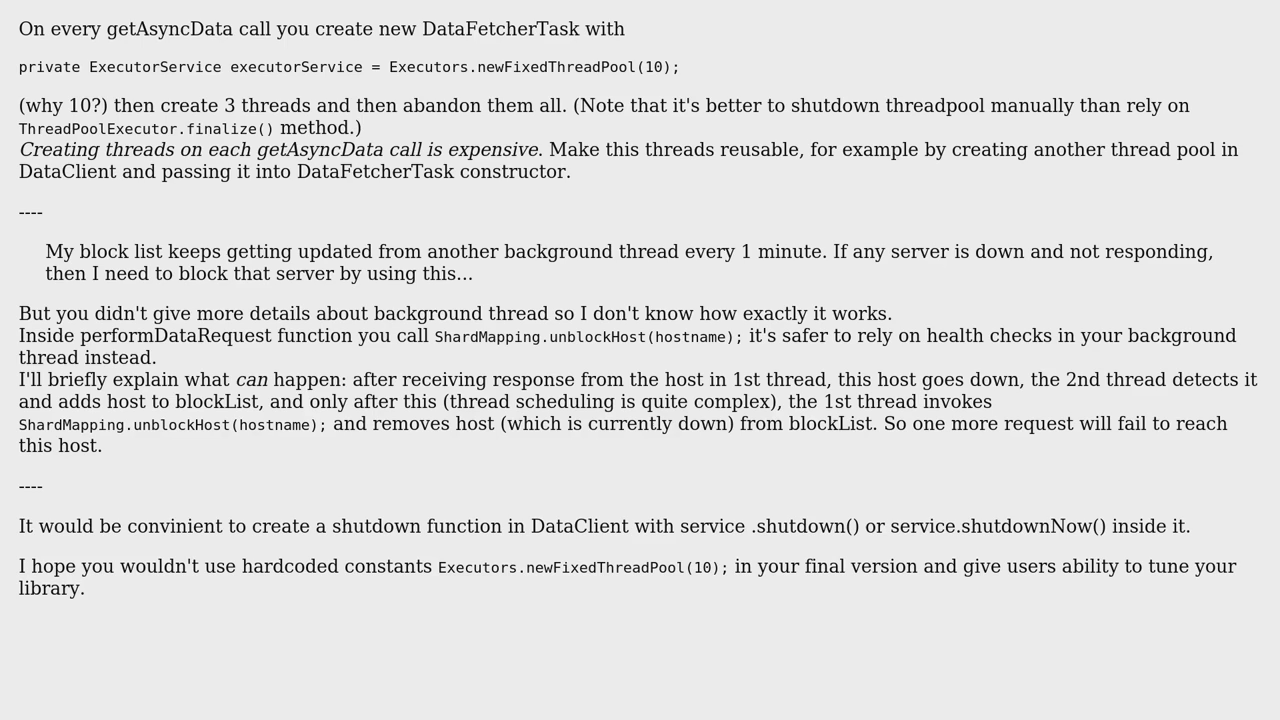 On every getAsyncData call you create new DataFetcherTask with
private ExecutorService executorService = Executors.newFixedThreadPool(10);
(why 10?) then create 3 threads and then abandon them all. (Note that it's better to shutdown threadpool manually than rely on
ThreadPoolExecutor.finalize() method.)
Creating threads on each getAsyncData call is expensive. Make this threads reusable, for example by creating another thread pool in
DataClient and passing it into DataFetcherTask constructor.
----
My block list keeps getting updated from another background thread every 1 minute. If any server is down and not responding,
then I need to block that server by using this...
But you didn't give more details about background thread so I don't know how exactly it works.
Inside performDataRequest function you call ShardMapping.unblockHost(hostname); it's safer to rely on health checks in your background
thread instead.
I'll briefly explain what can happen: after receiving response from the host in 1st thread, this host goes down, the 2nd thread detects it
and adds host to blockList, and only after this (thread scheduling is quite complex), the 1st thread invokes
ShardMapping.unblockHost(hostname); and removes host (which is currently down) from blockList. So one more request will fail to reach
this host.
----
It would be convinient to create a shutdown function in DataClient with service .shutdown() or service.shutdownNow() inside it.
I hope you wouldn't use hardcoded constants Executors.newFixedThreadPool(10); in your final version and give users ability to tune your
library.